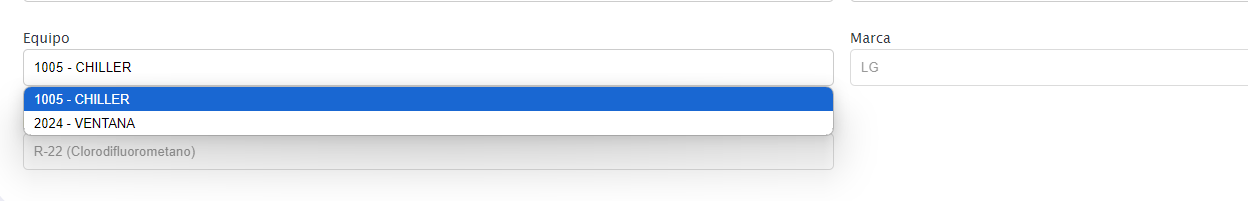 Equipo
Marca
1005 - CHILLER
LG
1005 - CHILLER
2024 - VENTANA
R-22 (Clorodifluorometano)